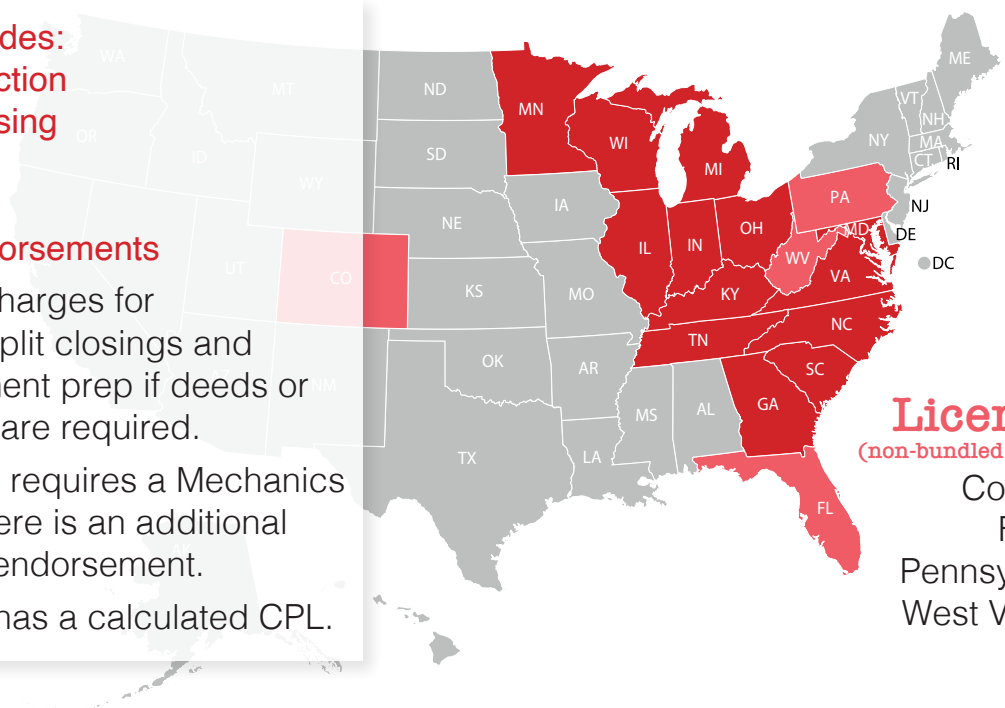 des:
ction
sing
orsements
charges for
plit closings and
ent prep if deeds or
are required.
requires a Mechanics
ere is an additional
endorsement.
has a calculated CPL.
WA
OR
ID
MT
WY
UT
CO
AZ
NM
ND
SD
NE
KS
OK
TX
MN
IA
MO
AR
LA
WI
IL
MI
IN
OH
KY
TN
MS
AL
GA
FL
SC
NC
VA
WV
MD
PA
NY
VT
NH
MA
CT
ME
RI
NJ
DE
DC
Licen
(non-bundled
Co
F
Pennsy
West V